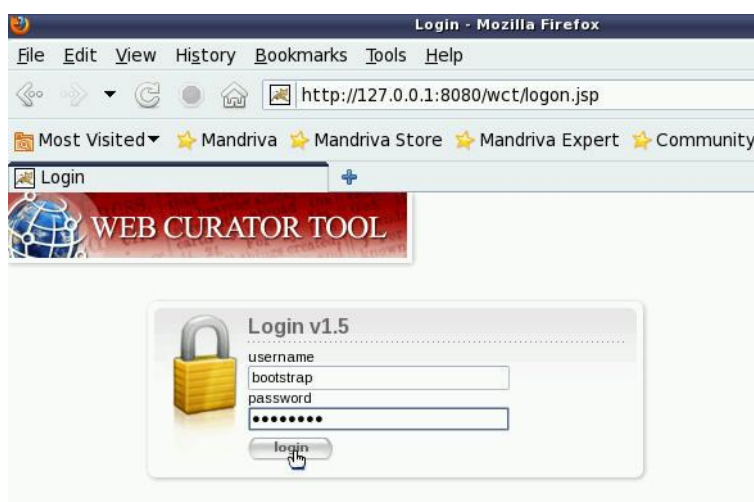 Login - Mozilla Firefox
File Edit View History Bookmarks Tools Help
http://127.0.0.1:8080/wct/logon.jsp
Most Visited Mandriva Mandriva Store Mandriva Expert Community
Login
WEB CURATOR TOOL
Login v1.5
username
bootstrap
password
••••••••
login